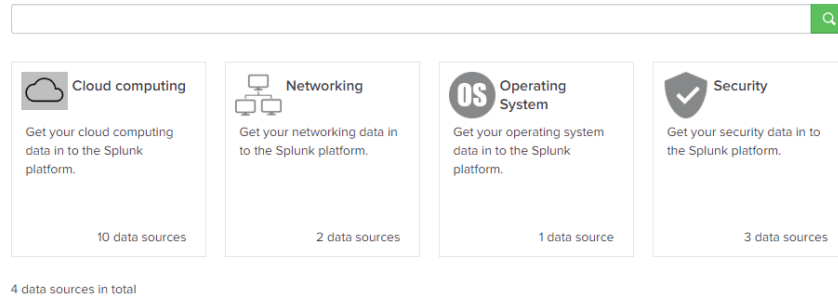 Cloud computing
Get your cloud computing
data in to the Splunk
platform.
10 data sources
Networking
Get your networking data in
to the Splunk platform.
2 data sources
OS
Operating
System
Get your operating system
data in to the Splunk
platform.
1 data source
Security
Get your security data in to
the Splunk platform.
3 data sources
4 data sources in total